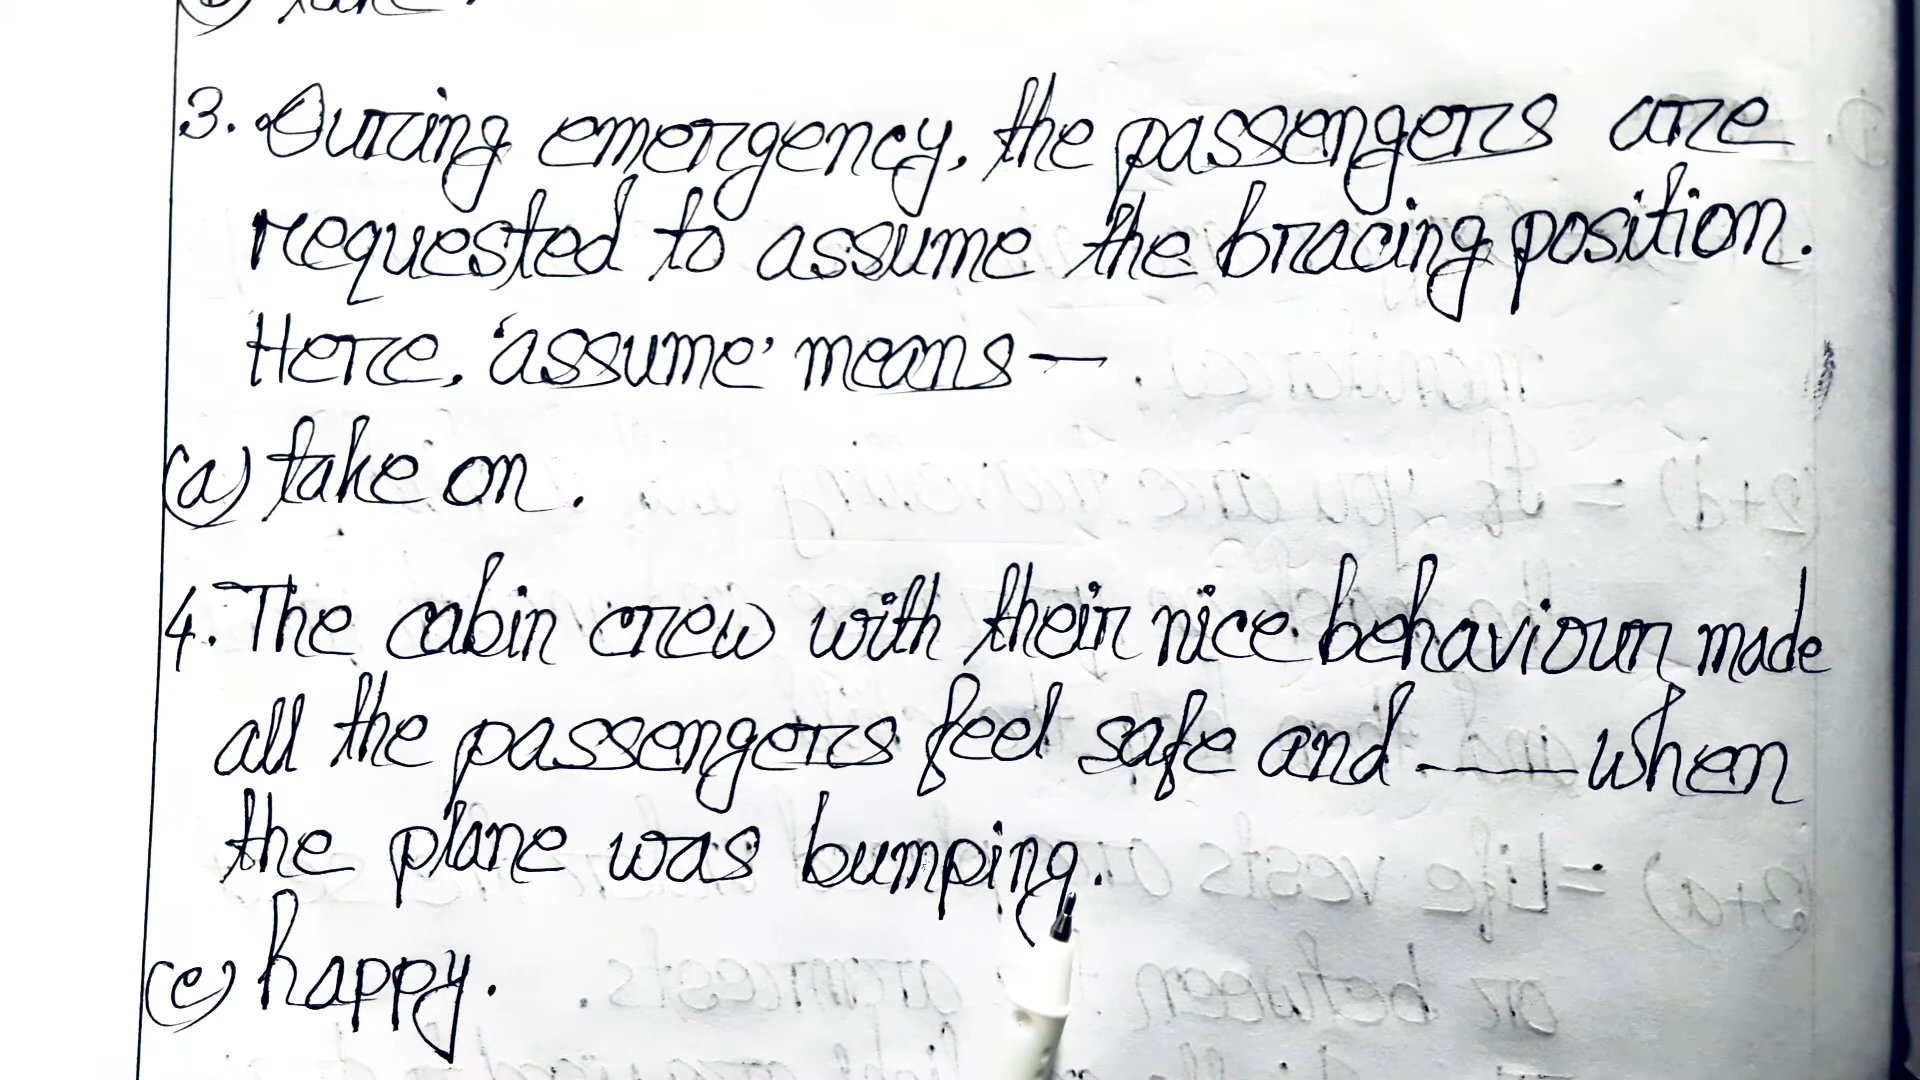 3. During emergency, the passengers are
requested to assume the bracing position.
Here, 'assume' means —
(a) take on.
4. The cabin crew with their nice behaviour made
all the passengers feel safe and ____ when
the plane was bumping.
(c) happy.